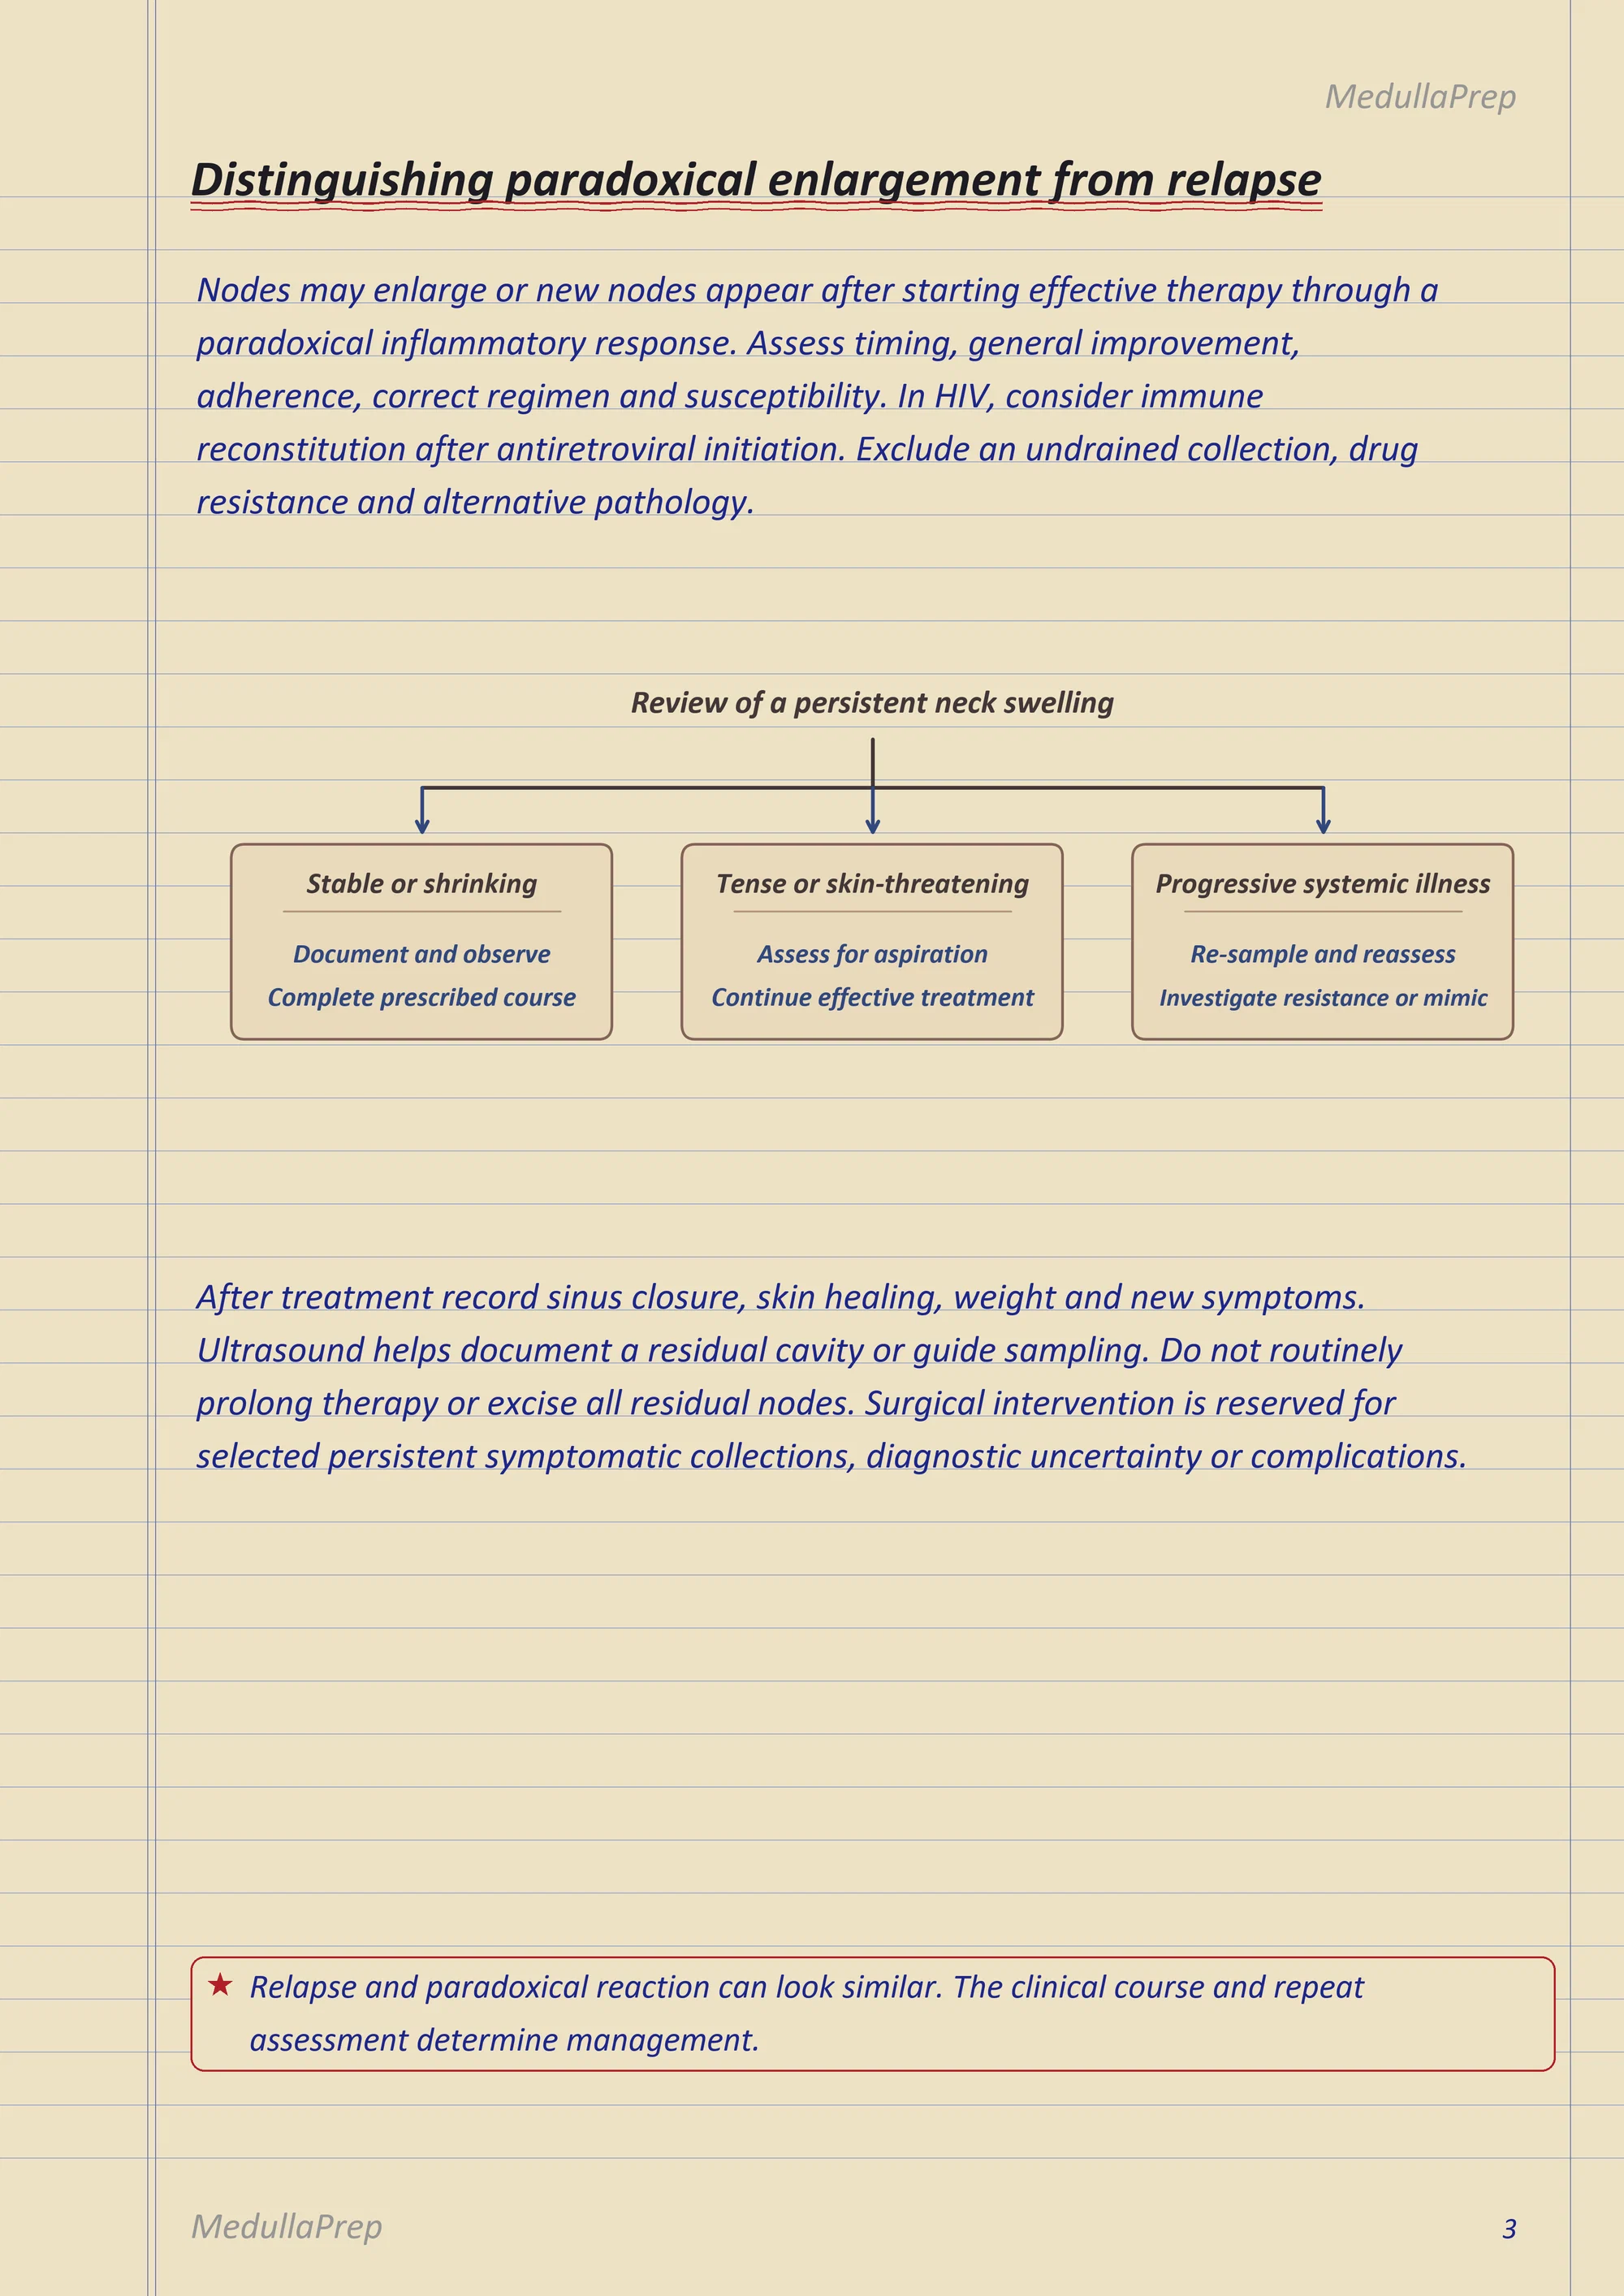 MedullaPrep
Distinguishing paradoxical enlargement from relapse
Nodes may enlarge or new nodes appear after starting effective therapy through a
paradoxical inflammatory response. Assess timing, general improvement,
adherence, correct regimen and susceptibility. In HIV, consider immune
reconstitution after antiretroviral initiation. Exclude an undrained collection, drug
resistance and alternative pathology.
Review of a persistent neck swelling
Stable or shrinking
Document and observe
Complete prescribed course
Tense or skin-threatening
Assess for aspiration
Continue effective treatment
Progressive systemic illness
Re-sample and reassess
Investigate resistance or mimic
After treatment record sinus closure, skin healing, weight and new symptoms.
Ultrasound helps document a residual cavity or guide sampling. Do not routinely
prolong therapy or excise all residual nodes. Surgical intervention is reserved for
selected persistent symptomatic collections, diagnostic uncertainty or complications.
★ Relapse and paradoxical reaction can look similar. The clinical course and repeat
assessment determine management.
MedullaPrep
3